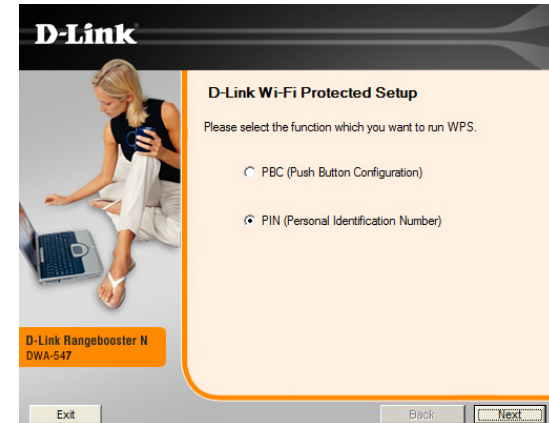 D-Link
D-Link Wi-Fi Protected Setup
Please select the function which you want to run WPS.
PBC (Push Button Configuration)
PIN (Personal Identification Number)
D-Link Rangebooster N
DWA-547
Exit
Back
Next